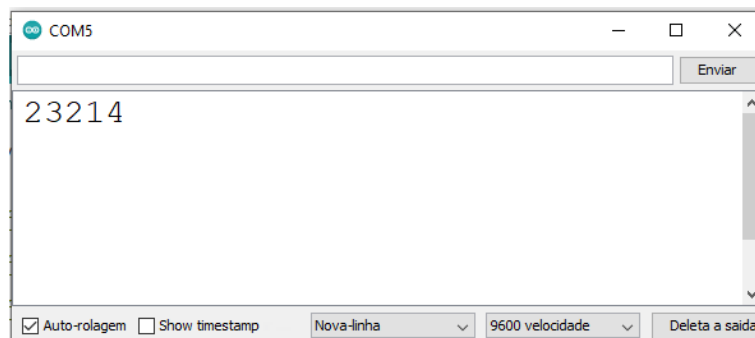 COM5
Enviar
23214
Auto-rolagem Show timestamp Nova-linha 9600 velocidade Deleta a saida